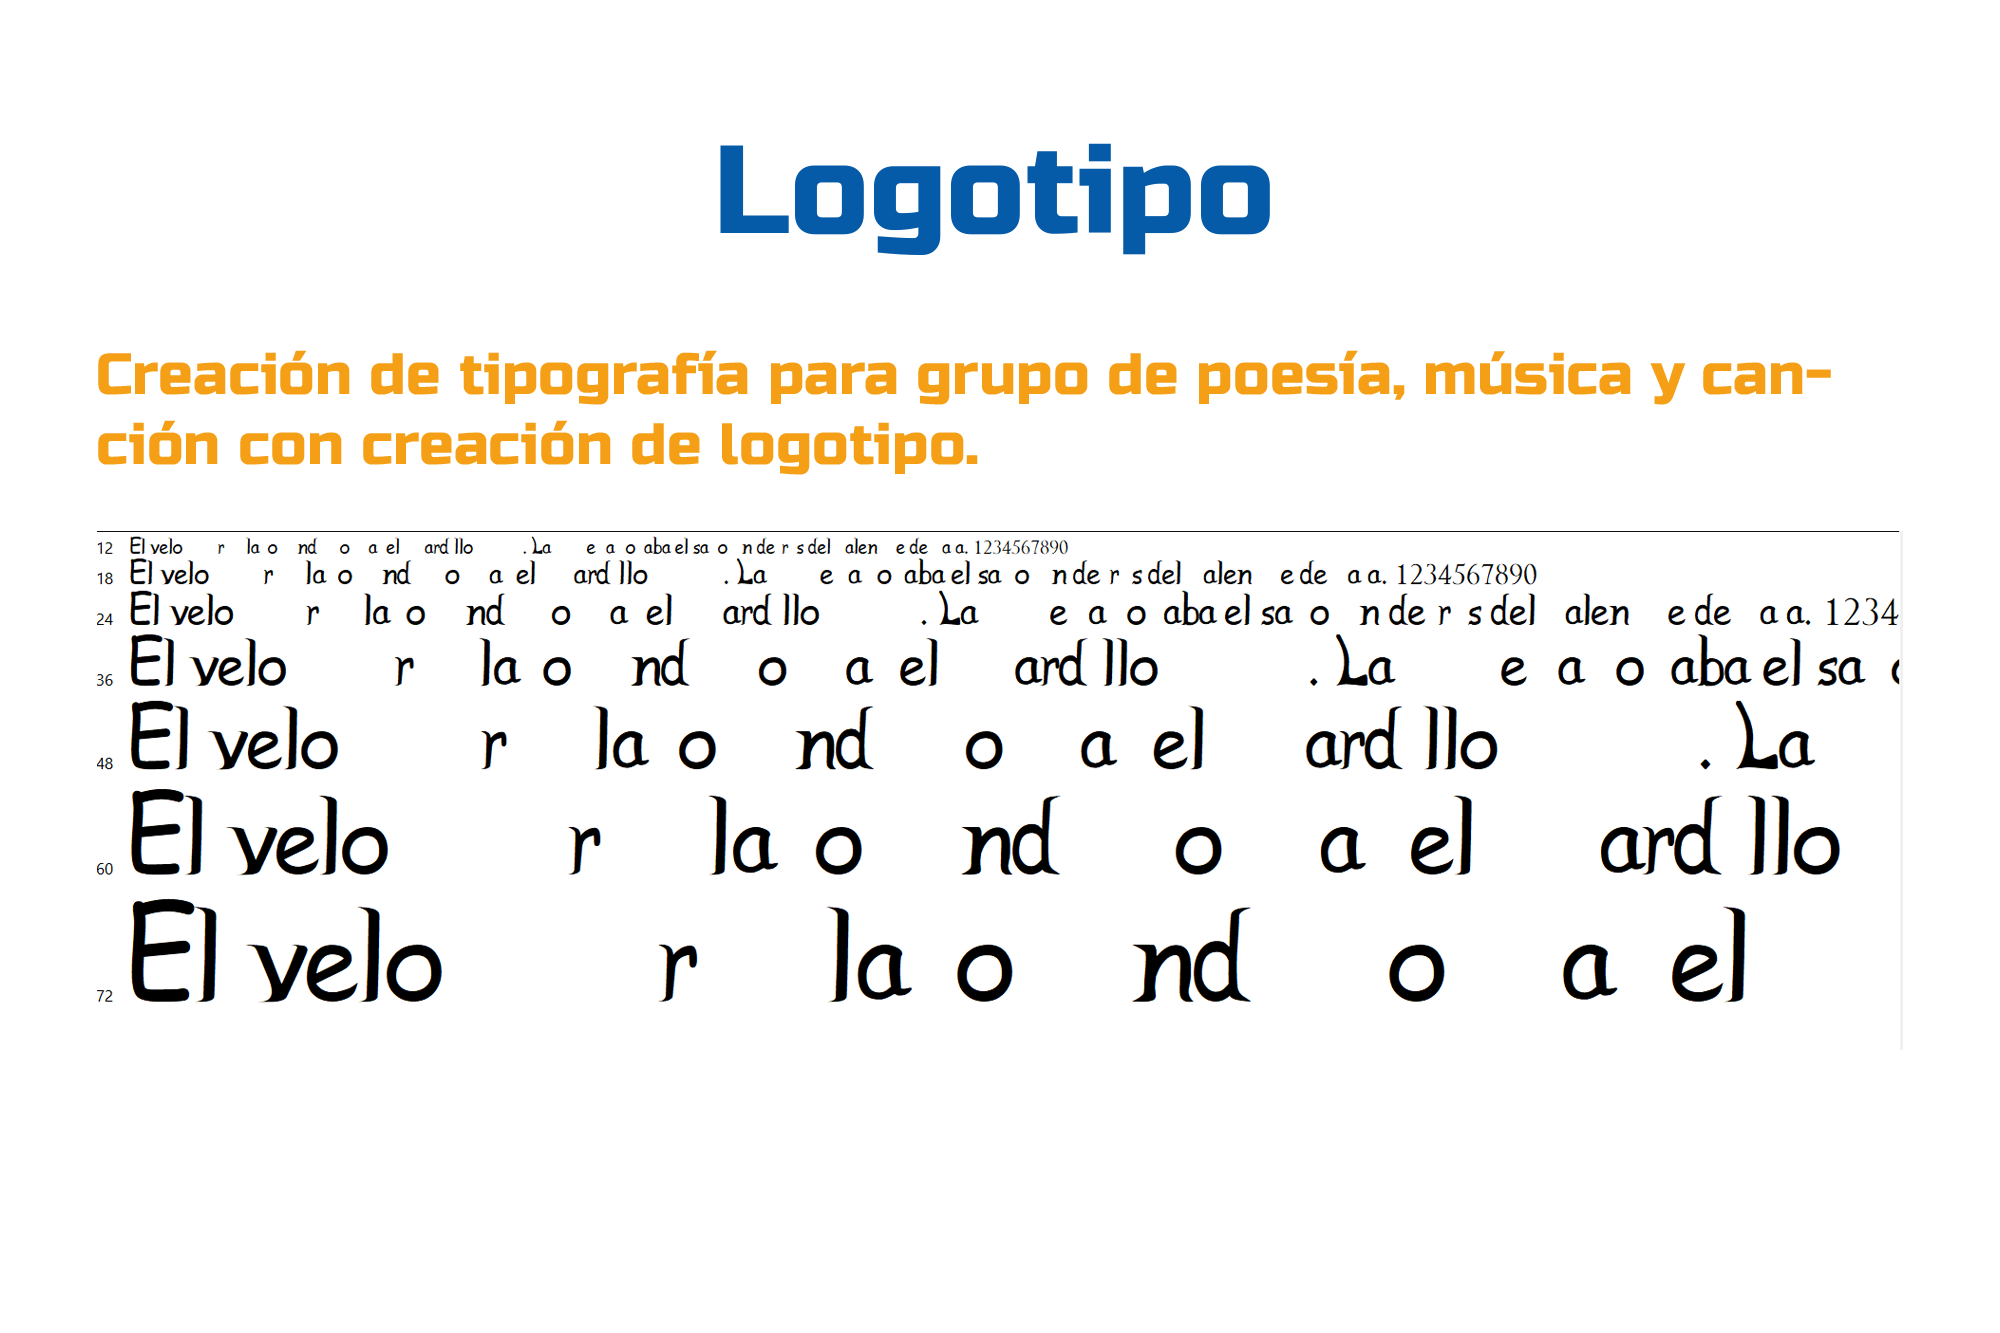 Logotipo
Creación de tipografía para grupo de poesía, música y can-
ción con creación de logotipo.
12 El velo r la o nd o a el ard llo . La e a o aba el sa o n de r s del alen e de a a. 1234567890
18 El velo r la o nd o a el ard llo . La e a o aba el sa o n de r s del alen e de a a. 1234567890
24 El velo r la o nd o a el ard llo . La e a o aba el sa o n de r s del alen e de a a. 1234
36 El velo r la o nd o a el ard llo . La e a o aba el sa o
48 El velo r la o nd o a el ard llo . La
60 El velo r la o nd o a el ard llo
72 El velo r la o nd o a el